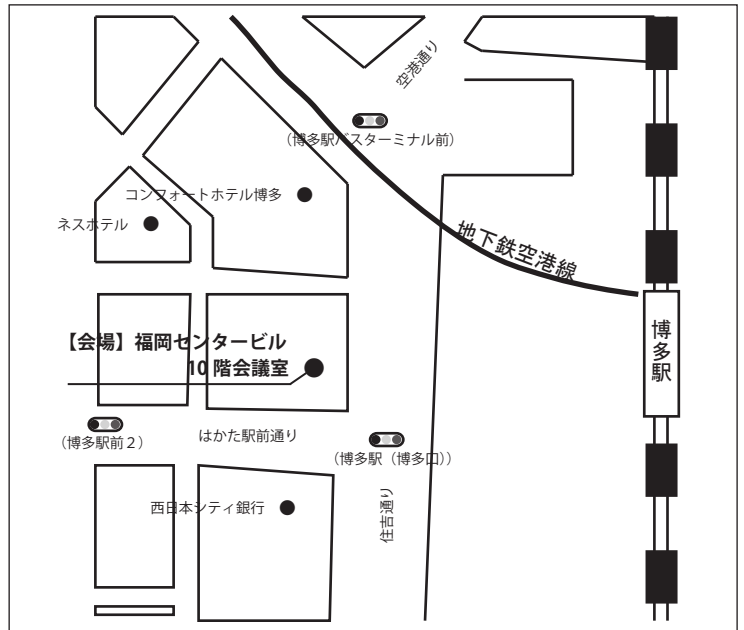 空港通り
(博多駅バスターミナル前)
コンフォートホテル博多
ネスホテル
地下鉄空港線
博多駅
【会場】福岡センタービル
10 階会議室
(博多駅前２)
はかた駅前通り
(博多駅（博多口）)
西日本シティ銀行
住吉通り